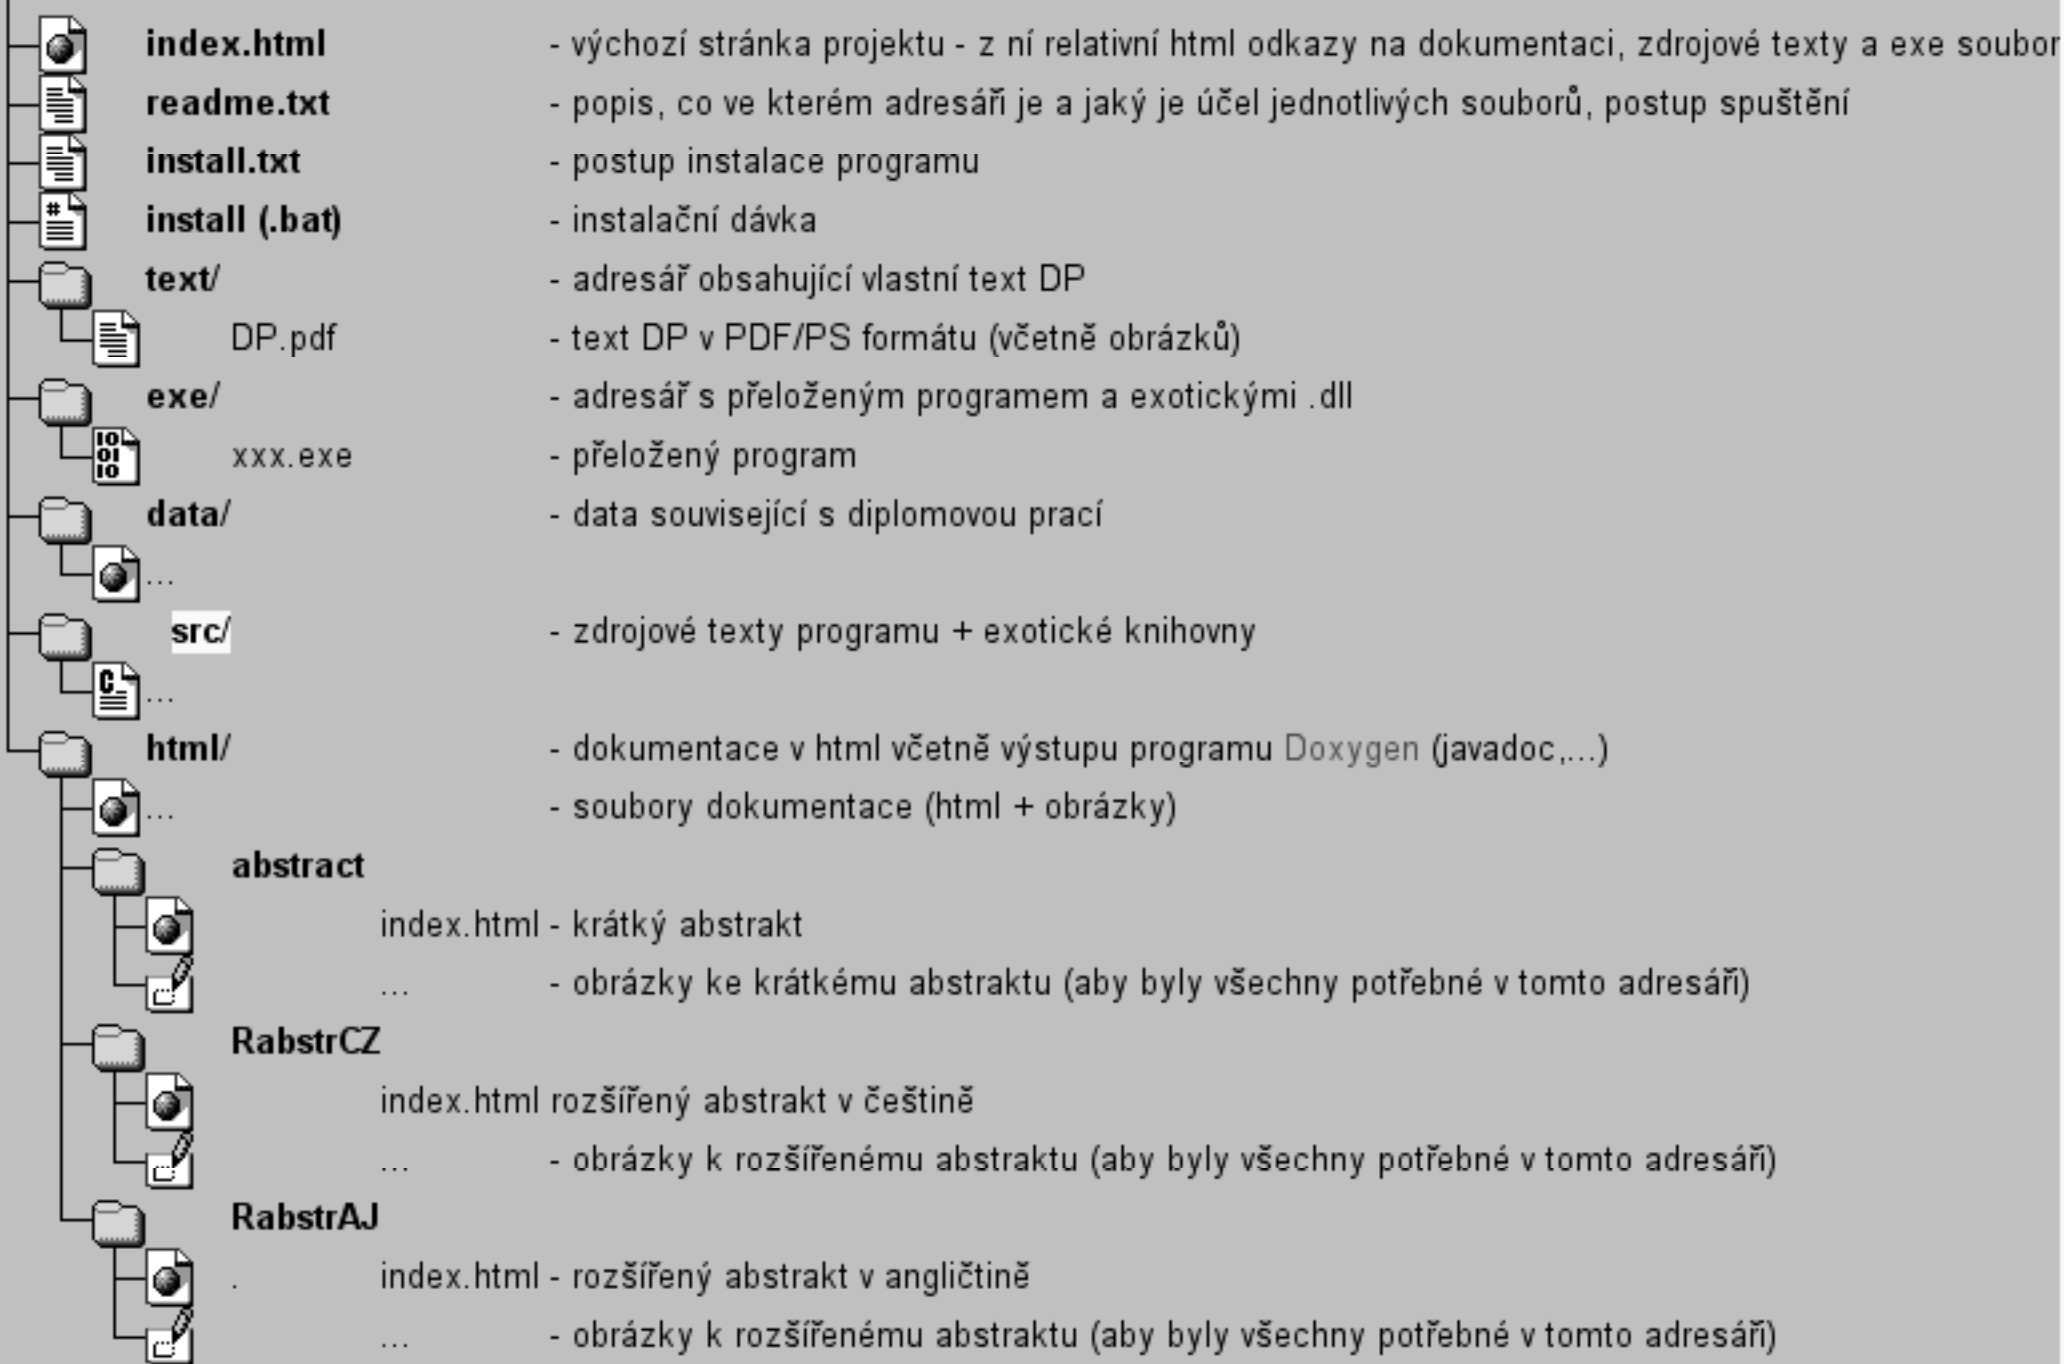 index.html - výchozí stránka projektu - z ní relativní html odkazy na dokumentaci, zdrojové texty a exe soubor
readme.txt - popis, co ve kterém adresáři je a jaký je účel jednotlivých souborů, postup spuštění
install.txt - postup instalace programu
install (.bat) - instalační dávka
text/ - adresář obsahující vlastní text DP
DP.pdf - text DP v PDF/PS formátu (včetně obrázků)
exe/ - adresář s přeloženým programem a exotickými .dll
xxx.exe - přeložený program
data/ - data související s diplomovou prací
...
src/ - zdrojové texty programu + exotické knihovny
...
html/ - dokumentace v html včetně výstupu programu Doxygen (javadoc,...)
... - soubory dokumentace (html + obrázky)
abstract
index.html - krátký abstrakt
... - obrázky ke krátkému abstraktu (aby byly všechny potřebné v tomto adresáři)
RabstrCZ
index.html rozšířený abstrakt v češtině
... - obrázky k rozšířenému abstraktu (aby byly všechny potřebné v tomto adresáři)
RabstrAJ
. index.html - rozšířený abstrakt v angličtině
... - obrázky k rozšířenému abstraktu (aby byly všechny potřebné v tomto adresáři)